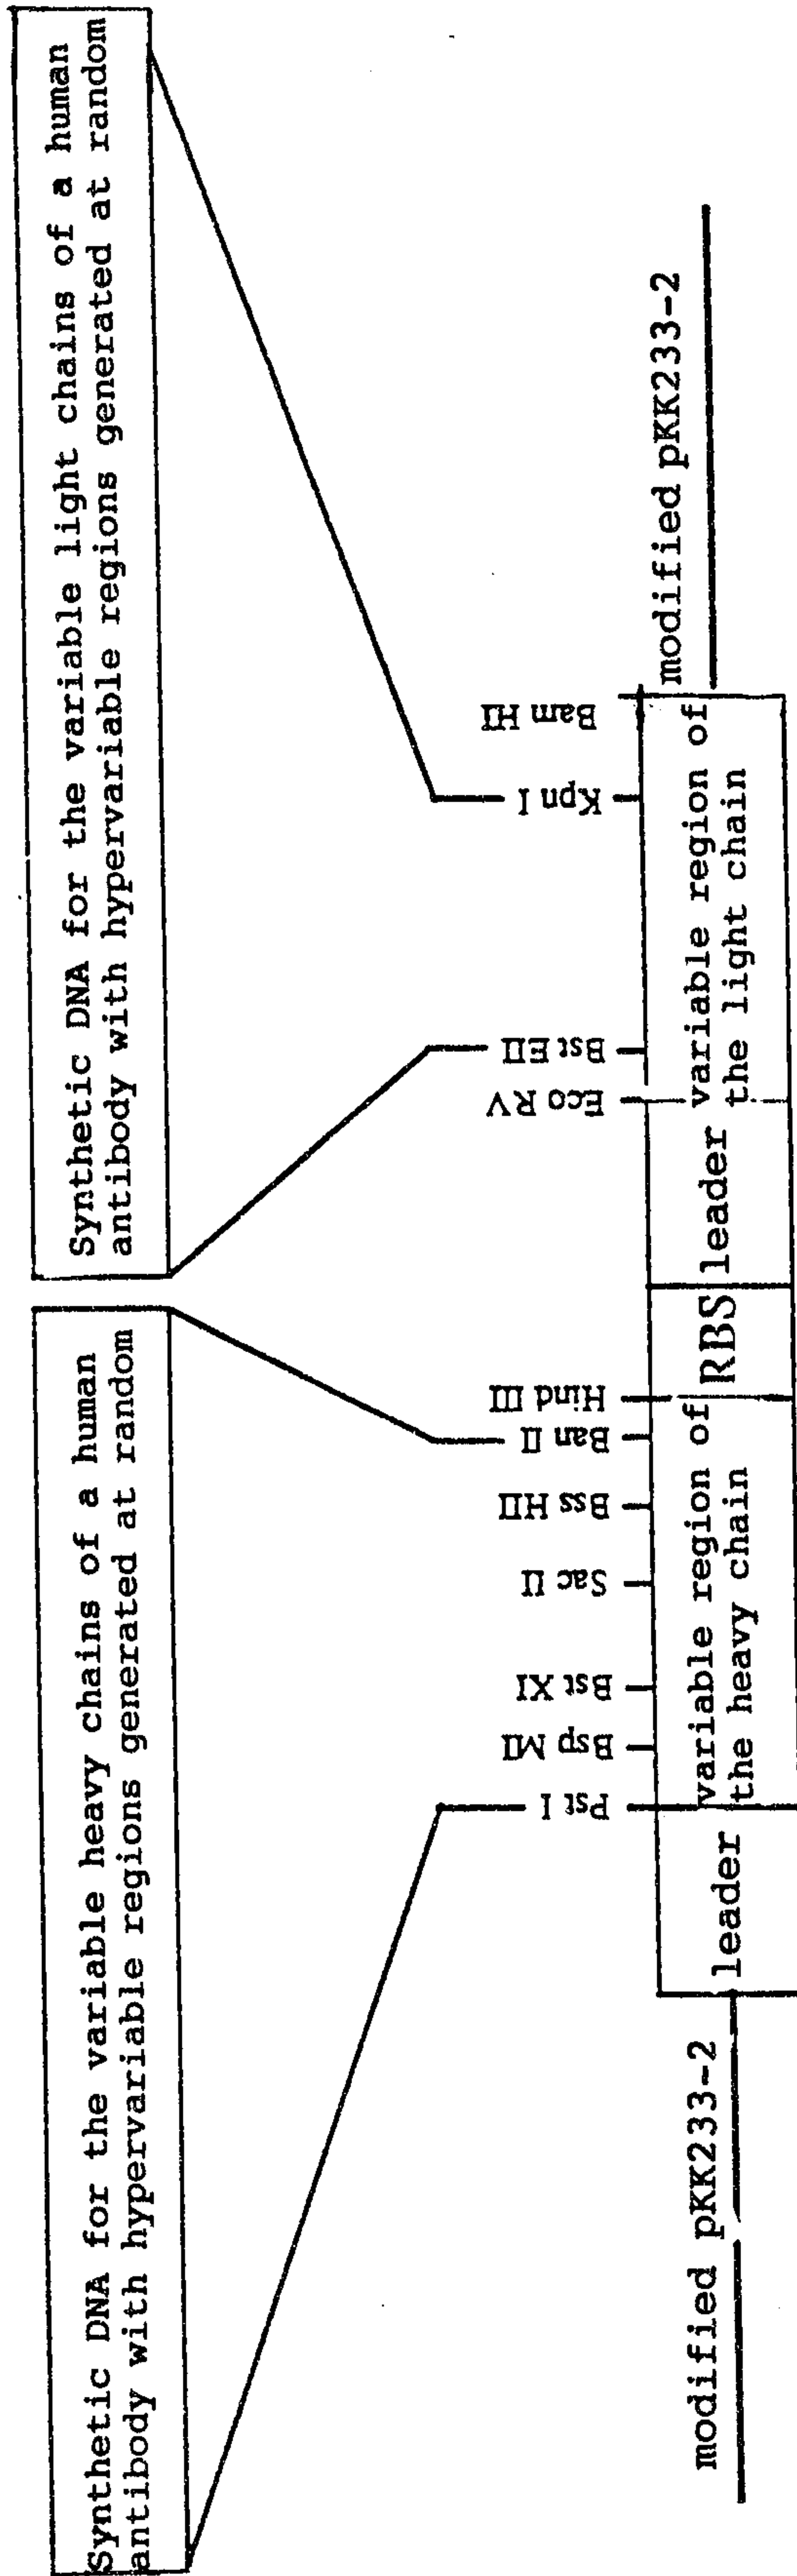 Synthetic DNA for the variable heavy chains of a human
antibody with hypervariable regions generated at random
Synthetic DNA for the variable light chains of a human
antibody with hypervariable regions generated at random
Pst I
Bsp MI
Bst XI
Sac II
Bss HII
Ban II
Hind III
Eco RV
Bst EII
Kpn I
Bam HI
modified pKK233-2
leader
variable region of
the heavy chain
RBS
leader
variable region of
the light chain
modified pKK233-2